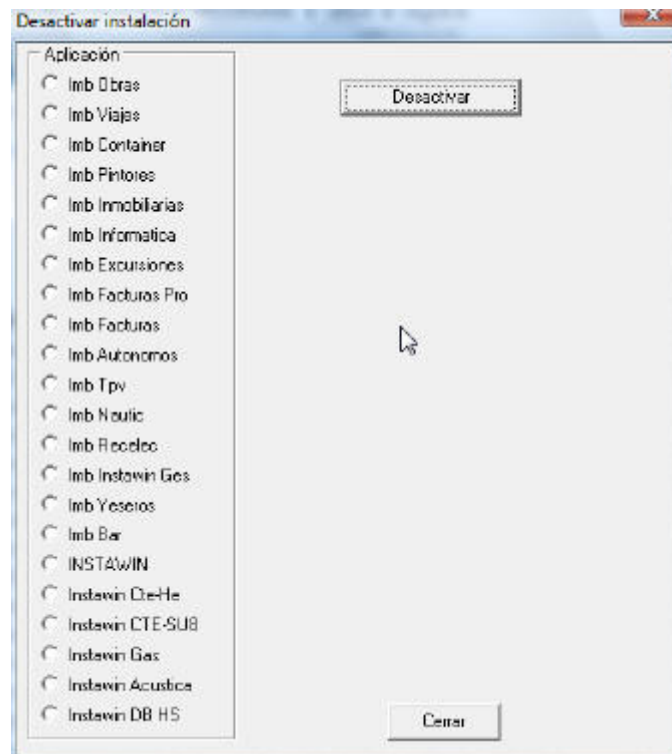 Desactivar instalación
Aplicación
Imb Obras
Imb Viajes
Imb Container
Imb Pintores
Imb Inmobiliarias
Imb Informatica
Imb Excursiones
Imb Facturas Pro
Imb Facturas
Imb Autonomos
Imb Tpv
Imb Nautic
Imb Recelec
Imb Instawin Ges
Imb Yeseros
Imb Bar
INSTAWIN
Instawin Cte-He
Instawin CTE-SU8
Instawin Gas
Instawin Acustica
Instawin DB HS
Desactivar
Cerrar